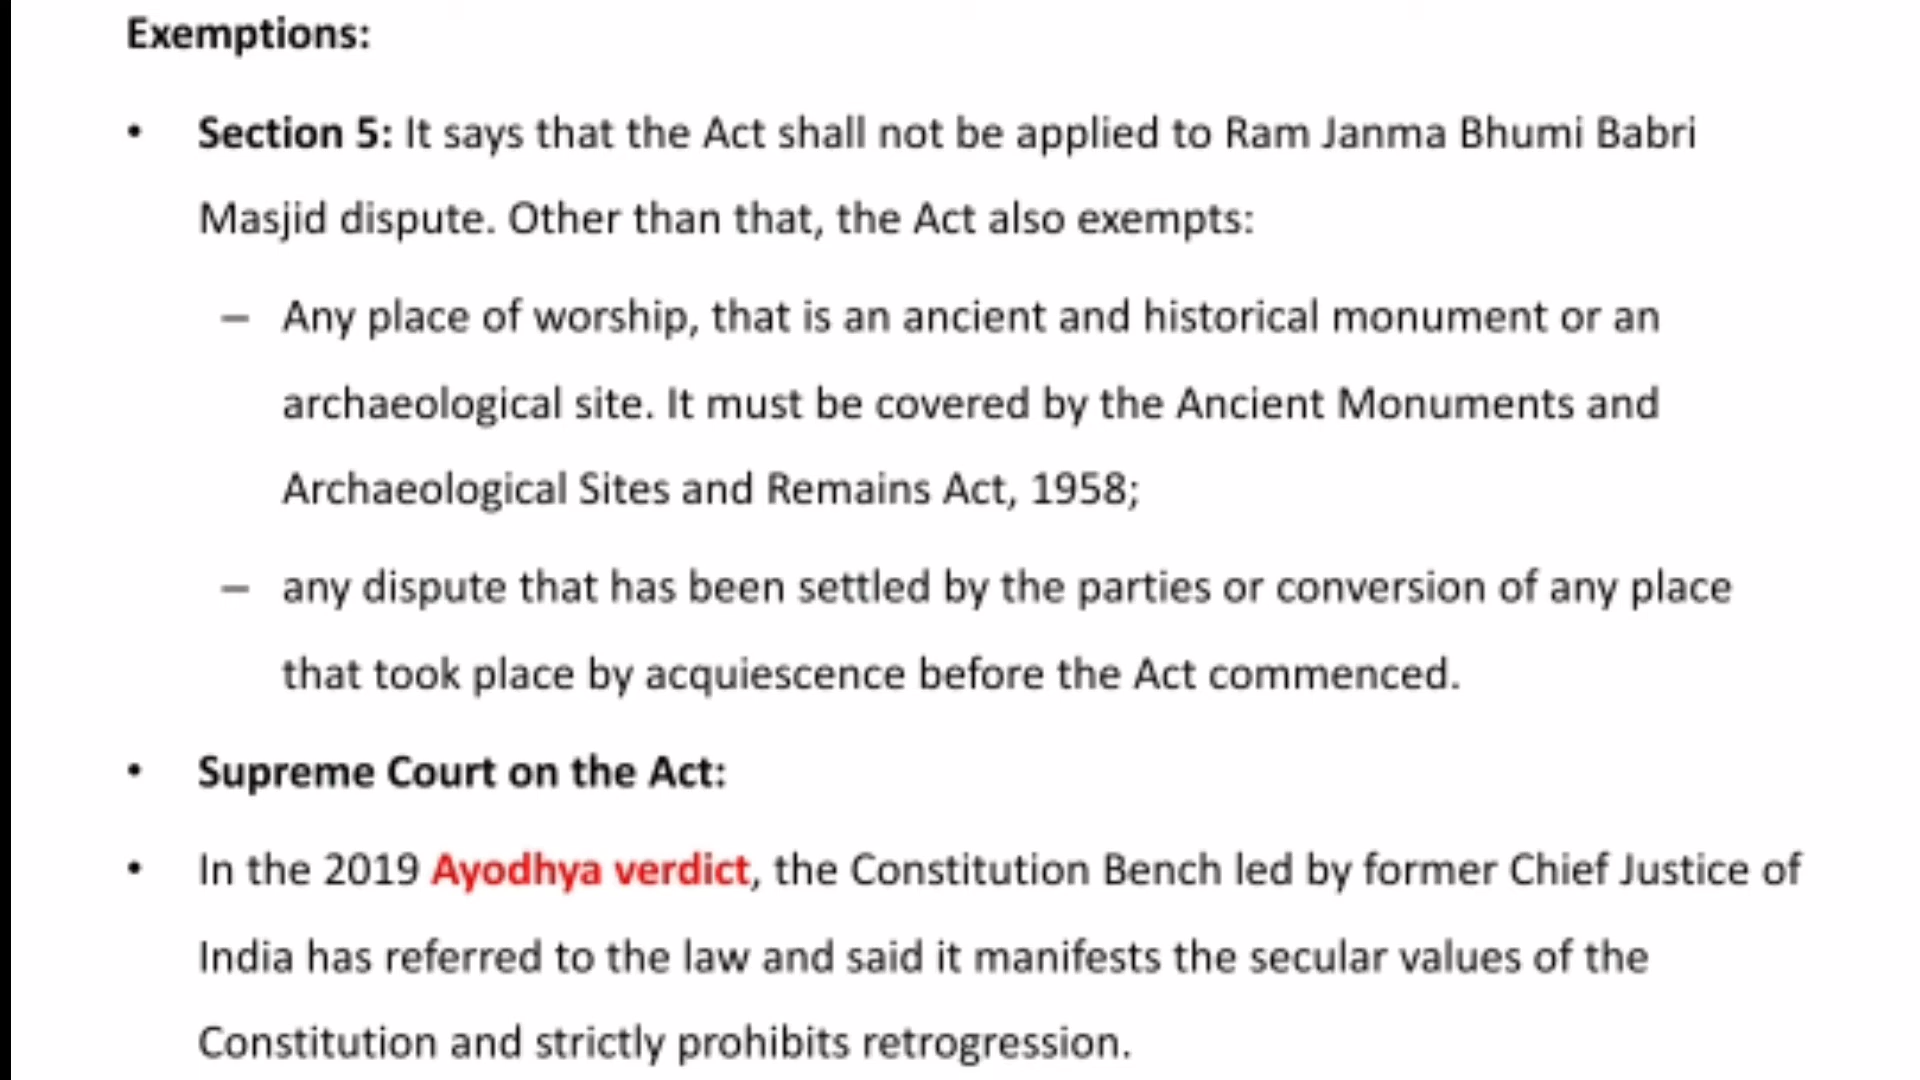 Exemptions:
• Section 5: It says that the Act shall not be applied to Ram Janma Bhumi Babri
Masjid dispute. Other than that, the Act also exempts:
– Any place of worship, that is an ancient and historical monument or an
archaeological site. It must be covered by the Ancient Monuments and
Archaeological Sites and Remains Act, 1958;
– any dispute that has been settled by the parties or conversion of any place
that took place by acquiescence before the Act commenced.
• Supreme Court on the Act:
• In the 2019 Ayodhya verdict, the Constitution Bench led by former Chief Justice of
India has referred to the law and said it manifests the secular values of the
Constitution and strictly prohibits retrogression.